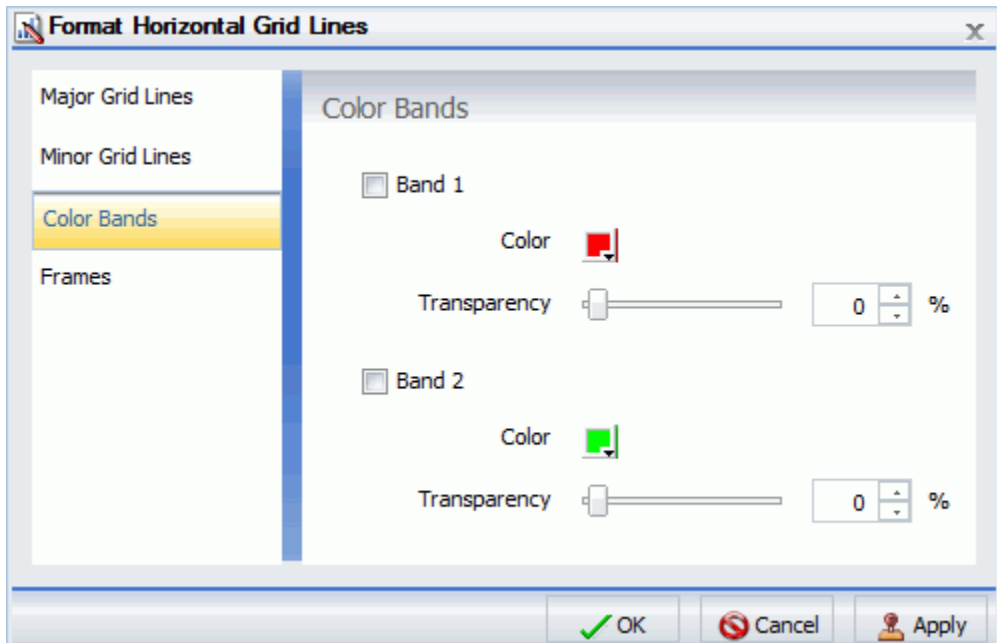 Format Horizontal Grid Lines
x
Major Grid Lines
Minor Grid Lines
Color Bands
Frames
Color Bands
Band 1
Color
Transparency 0 %
Band 2
Color
Transparency 0 %
OK Cancel Apply